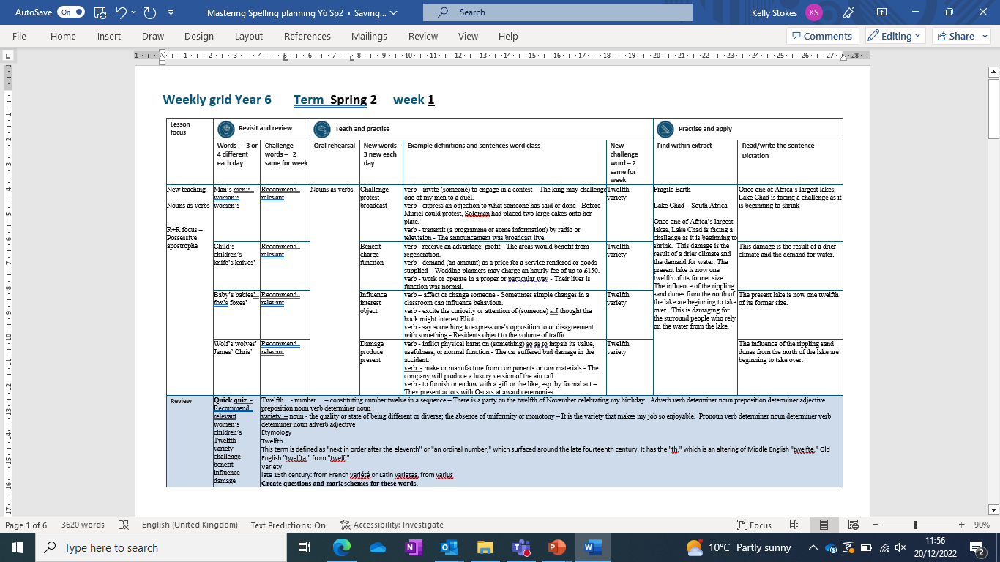 AutoSave On Mastering Spelling planning Y6 Sp2 • Saving... Search Kelly Stokes KS
File Home Insert Draw Design Layout References Mailings Review View Help Comments Editing Share
1 1 2 3 4 5 6 7 8 9 10 11 12 13 14 15 16 17 18 19 20 21 22 23 24 25 26 27 28
Weekly grid Year 6 Term Spring 2 week 1
Lesson
focus
Revisit and review
Teach and practise
Practise and apply
Words – 3 or
4 different
each day
Challenge
words – 2
same for week
Oral rehearsal
New words -
3 new each
day
Example definitions and sentences word class
New
challenge
word – 2
same for
week
Find within extract
Read/write the sentence
Dictation
New teaching –
Nouns as verbs
R+R focus –
Possessive
apostrophe
Man's men's
woman's
women's
Recommend
relevant
Nouns as verbs
Challenge
protest
broadcast
verb - invite (someone) to engage in a contest – The king may challenge
one of my men to a duel.
verb - express an objection to what someone has said or done - Before
Muriel could protest, Soloman had placed two large cakes onto her
plate.
verb - transmit (a programme or some information) by radio or
television - The announcement was broadcast live.
Twelfth
variety
Fragile Earth
Lake Chad – South Africa
Once one of Africa's largest
lakes, Lake Chad is facing a
challenge as it is beginning to
shrink. This damage is the
result of a drier climate and
the demand for water. The
present lake is now one
twelfth of its former size.
The influence of the rippling
sand dunes from the north of
the lake are beginning to take
over. This is damaging for
the surround people who rely
on the water from the lake.
Once one of Africa's largest lakes,
Lake Chad is facing a challenge as it
is beginning to shrink
Child's
children's
knife's knives'
Recommend
relevant
Benefit
charge
function
verb - receive an advantage; profit - The areas would benefit from
regeneration.
verb - demand (an amount) as a price for a service rendered or goods
supplied – Wedding planners may charge an hourly fee of up to £150.
verb - work or operate in a proper or particular way - Their liver is
function was normal.
Twelfth
variety
This damage is the result of a drier
climate and the demand for water.
Baby's babies'
fox's foxes'
Recommend
relevant
Influence
interest
object
verb – affect or change someone - Sometimes simple changes in a
classroom can influence behaviour.
verb - excite the curiosity or attention of (someone) - I thought the
book might interest Eliot.
verb - say something to express one's opposition to or disagreement
with something - Residents object to the volume of traffic.
Twelfth
variety
The present lake is now one twelfth
of its former size.
Wolf's wolves'
James' Chris'
Recommend
relevant
Damage
produce
present
verb - inflict physical harm on (something) so as to impair its value,
usefulness, or normal function - The car suffered bad damage in the
accident.
verb - make or manufacture from components or raw materials - The
company will produce a luxury version of the aircraft.
verb - to furnish or endow with a gift or the like, esp. by formal act –
They present actors with Oscars at award ceremonies.
Twelfth
variety
The influence of the rippling sand
dunes from the north of the lake are
beginning to take over.
Review
Quick quiz -
Recommend
relevant
women's
children's
Twelfth
variety
challenge
benefit
influence
damage
Twelfth - number – constituting number twelve in a sequence – There is a party on the twelfth of November celebrating my birthday. Adverb verb determiner noun preposition determiner adjective
preposition noun verb determiner noun
variety – noun - the quality or state of being different or diverse; the absence of uniformity or monotony – It is the variety that makes my job so enjoyable. Pronoun verb determiner noun determiner verb
determiner noun adverb adjective
Etymology
Twelfth
This term is defined as "next in order after the eleventh" or "an ordinal number," which surfaced around the late fourteenth century. It has the "th," which is an altering of Middle English "twelfte," Old
English "twelfta," from "twelf."
Variety
late 15th century: from French variété or Latin varietas, from varius
Create questions and mark schemes for these words.
Page 1 of 6 3620 words English (United Kingdom) Text Predictions: On Accessibility: Investigate Focus 90%
Type here to search 10°C Partly sunny 11:56
20/12/2022 2